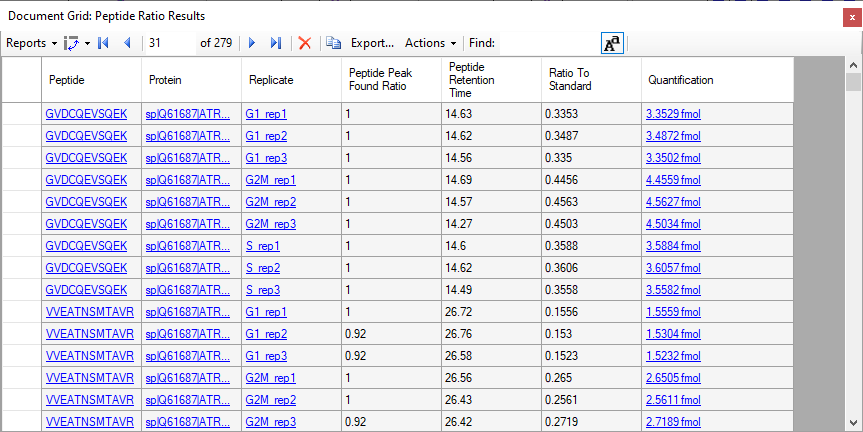 Document Grid: Peptide Ratio Results
x
Reports 31 of 279 Export... Actions Find: Aa
Peptide Protein Replicate Peptide Peak Found Ratio Peptide Retention Time Ratio To Standard Quantification
GVDCQEVSQEK sp|Q61687|ATR... G1_rep1 1 14.63 0.3353 3.3529 fmol
GVDCQEVSQEK sp|Q61687|ATR... G1_rep2 1 14.62 0.3487 3.4872 fmol
GVDCQEVSQEK sp|Q61687|ATR... G1_rep3 1 14.56 0.335 3.3502 fmol
GVDCQEVSQEK sp|Q61687|ATR... G2M_rep1 1 14.69 0.4456 4.4559 fmol
GVDCQEVSQEK sp|Q61687|ATR... G2M_rep2 1 14.57 0.4563 4.5627 fmol
GVDCQEVSQEK sp|Q61687|ATR... G2M_rep3 1 14.27 0.4503 4.5034 fmol
GVDCQEVSQEK sp|Q61687|ATR... S_rep1 1 14.6 0.3588 3.5884 fmol
GVDCQEVSQEK sp|Q61687|ATR... S_rep2 1 14.62 0.3606 3.6057 fmol
GVDCQEVSQEK sp|Q61687|ATR... S_rep3 1 14.49 0.3558 3.5582 fmol
VVEATNSMTAVR sp|Q61687|ATR... G1_rep1 1 26.72 0.1556 1.5559 fmol
VVEATNSMTAVR sp|Q61687|ATR... G1_rep2 0.92 26.76 0.153 1.5304 fmol
VVEATNSMTAVR sp|Q61687|ATR... G1_rep3 0.92 26.58 0.1523 1.5232 fmol
VVEATNSMTAVR sp|Q61687|ATR... G2M_rep1 1 26.56 0.265 2.6505 fmol
VVEATNSMTAVR sp|Q61687|ATR... G2M_rep2 1 26.43 0.2561 2.5611 fmol
VVEATNSMTAVR sp|Q61687|ATR... G2M_rep3 0.92 26.42 0.2719 2.7189 fmol